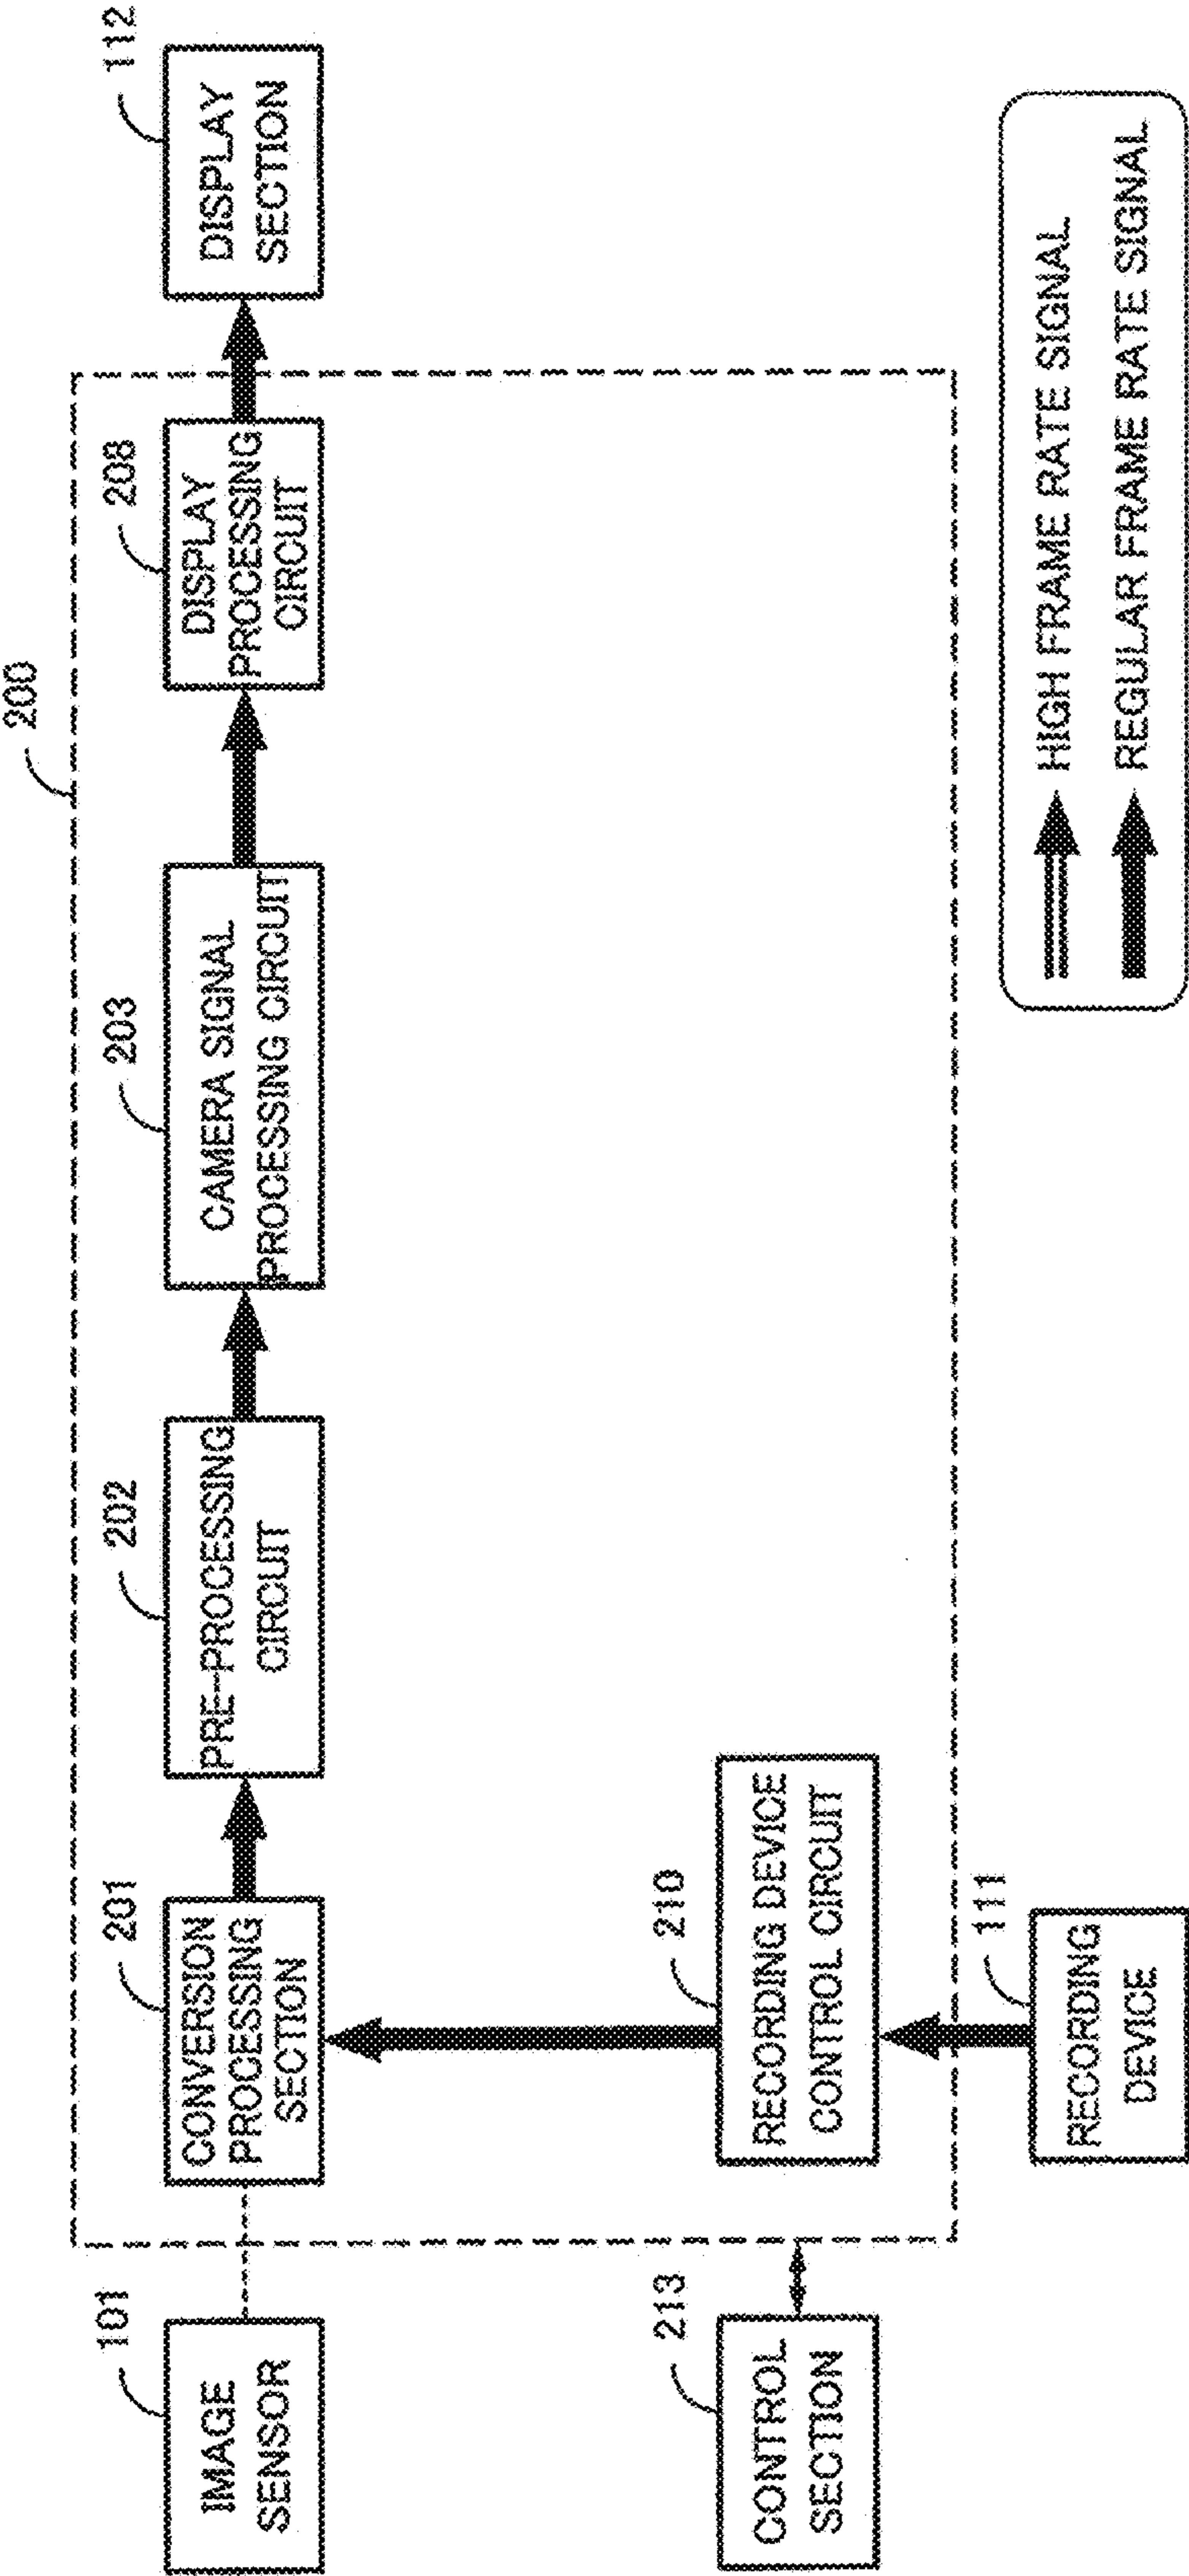 200
101
IMAGE
SENSOR
201
CONVERSION
PROCESSING
SECTION
202
PRE-PROCESSING
CIRCUIT
203
CAMERA SIGNAL
PROCESSING CIRCUIT
208
DISPLAY
PROCESSING
CIRCUIT
112
DISPLAY
SECTION
213
CONTROL
SECTION
210
RECORDING DEVICE
CONTROL CIRCUIT
111
RECORDING
DEVICE
HIGH FRAME RATE SIGNAL
REGULAR FRAME RATE SIGNAL